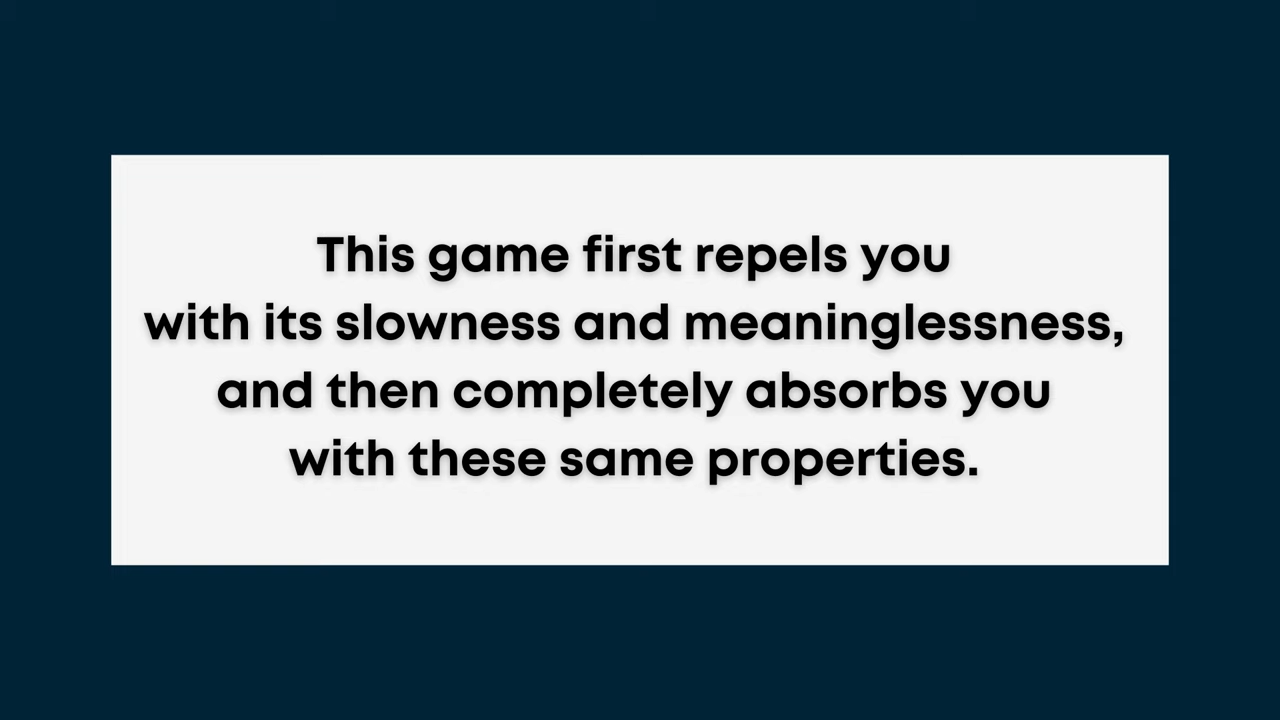 This game first repels you
with its slowness and meaninglessness,
and then completely absorbs you
with these same properties.